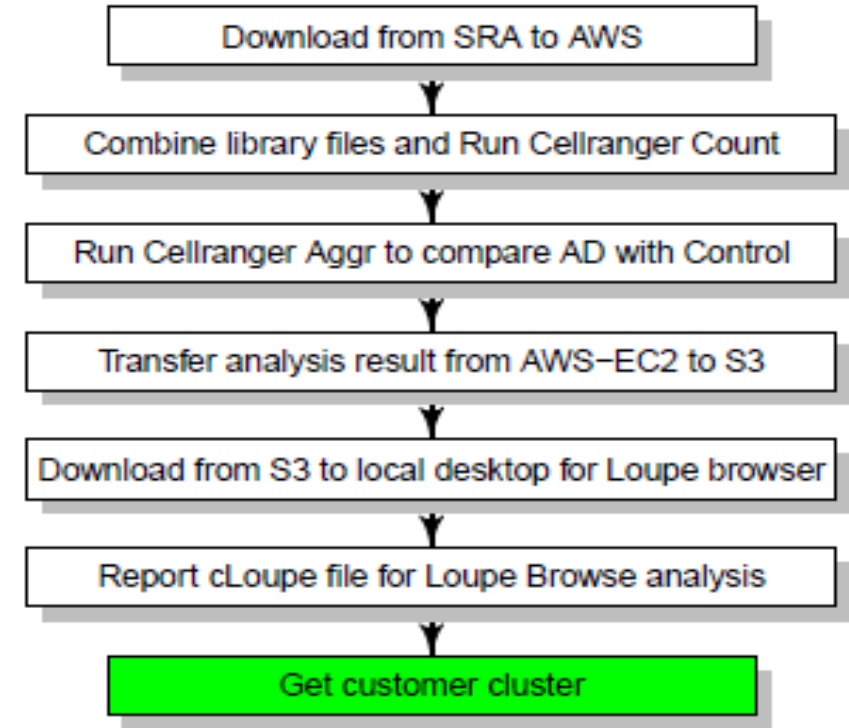 Download from SRA to AWS
Combine library files and Run Cellranger Count
Run Cellranger Aggr to compare AD with Control
Transfer analysis result from AWS−EC2 to S3
Download from S3 to local desktop for Loupe browser
Report cLoupe file for Loupe Browse analysis
Get customer cluster